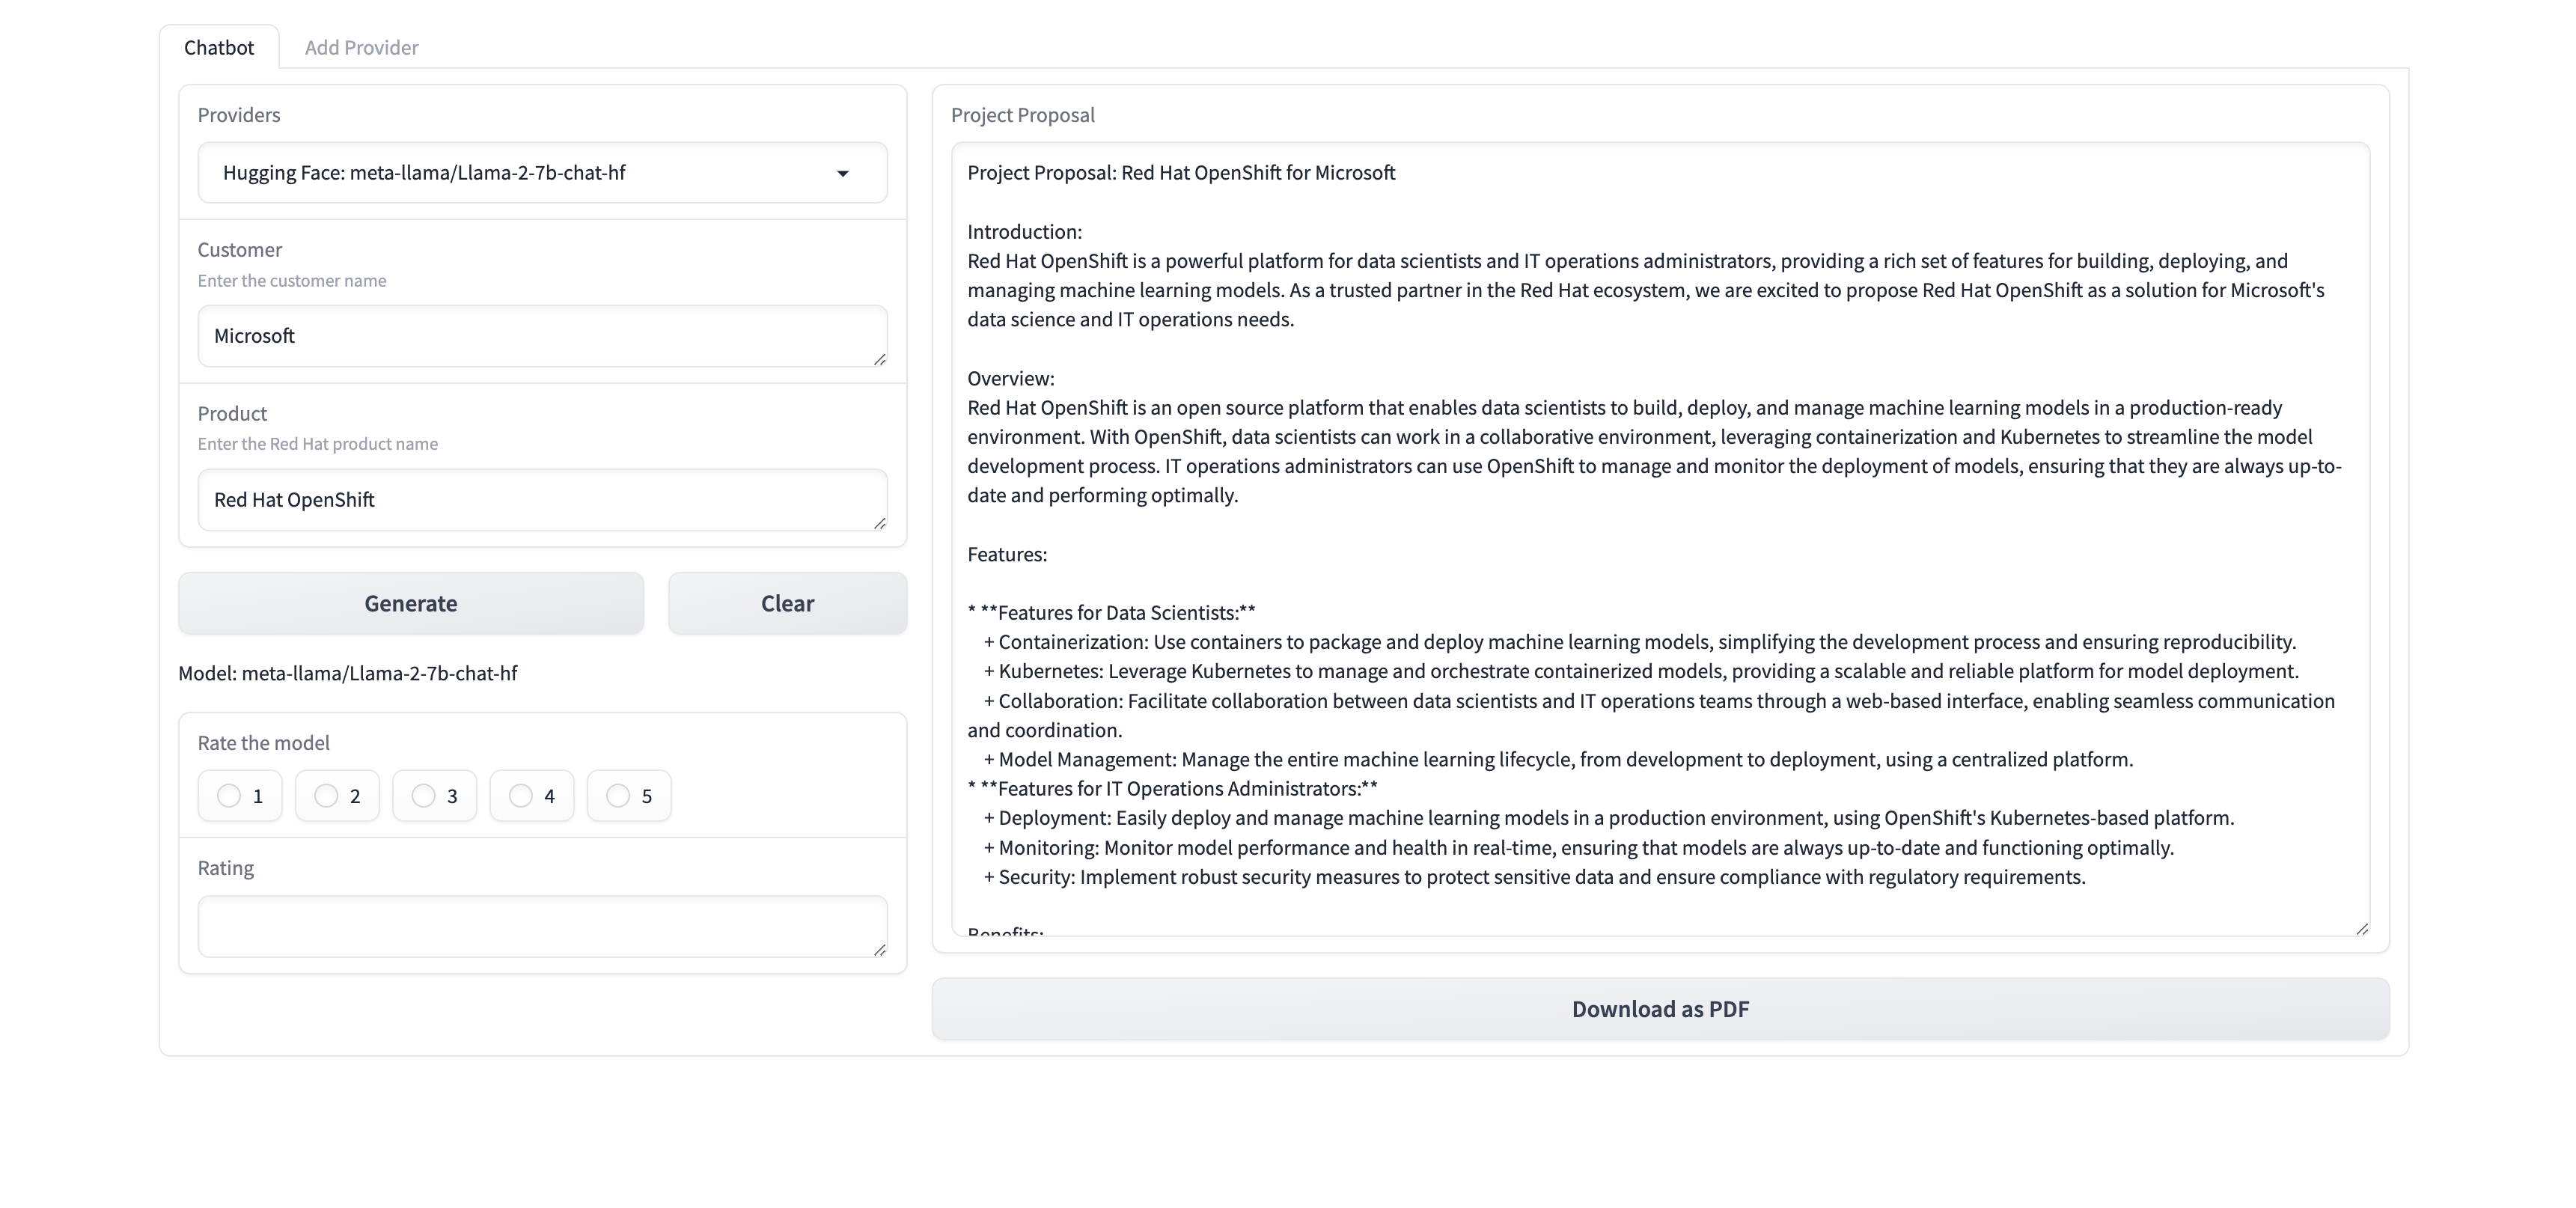 Chatbot
Add Provider
Providers
Hugging Face: meta-llama/Llama-2-7b-chat-hf
Customer
Enter the customer name
Microsoft
Product
Enter the Red Hat product name
Red Hat OpenShift
Generate
Clear
Model: meta-llama/Llama-2-7b-chat-hf
Rate the model
1
2
3
4
5
Rating
Project Proposal
Project Proposal: Red Hat OpenShift for Microsoft
Introduction:
Red Hat OpenShift is a powerful platform for data scientists and IT operations administrators, providing a rich set of features for building, deploying, and
managing machine learning models. As a trusted partner in the Red Hat ecosystem, we are excited to propose Red Hat OpenShift as a solution for Microsoft's
data science and IT operations needs.
Overview:
Red Hat OpenShift is an open source platform that enables data scientists to build, deploy, and manage machine learning models in a production-ready
environment. With OpenShift, data scientists can work in a collaborative environment, leveraging containerization and Kubernetes to streamline the model
development process. IT operations administrators can use OpenShift to manage and monitor the deployment of models, ensuring that they are always up-to-
date and performing optimally.
Features:
* **Features for Data Scientists:**
+ Containerization: Use containers to package and deploy machine learning models, simplifying the development process and ensuring reproducibility.
+ Kubernetes: Leverage Kubernetes to manage and orchestrate containerized models, providing a scalable and reliable platform for model deployment.
+ Collaboration: Facilitate collaboration between data scientists and IT operations teams through a web-based interface, enabling seamless communication
and coordination.
+ Model Management: Manage the entire machine learning lifecycle, from development to deployment, using a centralized platform.
* **Features for IT Operations Administrators:**
+ Deployment: Easily deploy and manage machine learning models in a production environment, using OpenShift's Kubernetes-based platform.
+ Monitoring: Monitor model performance and health in real-time, ensuring that models are always up-to-date and functioning optimally.
+ Security: Implement robust security measures to protect sensitive data and ensure compliance with regulatory requirements.
Benefits:
Download as PDF